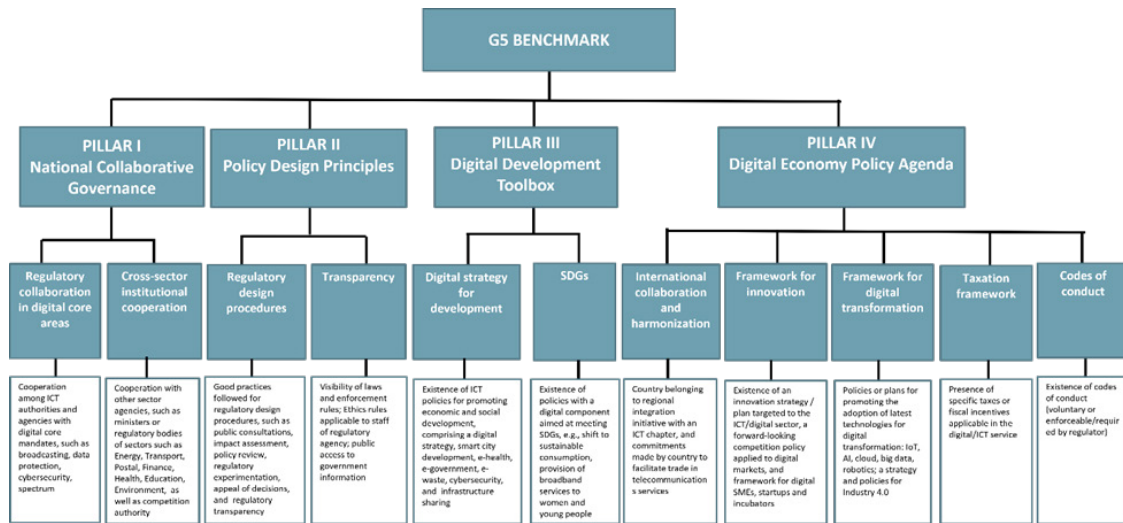 G5 BENCHMARK
PILLAR I
National Collaborative
Governance
PILLAR II
Policy Design Principles
PILLAR III
Digital Development
Toolbox
PILLAR IV
Digital Economy Policy Agenda
Regulatory
collaboration
in digital core
areas
Cross-sector
institutional
cooperation
Regulatory
design
procedures
Transparency
Digital strategy
for
development
SDGs
International
collaboration
and
harmonization
Framework for
innovation
Framework for
digital
transformation
Taxation
framework
Codes of
conduct
Cooperation
among ICT
authorities and
agencies with
digital core
mandates, such as
broadcasting, data
protection,
cybersecurity,
spectrum
Cooperation with
other sector
agencies, such as
ministers or
regulatory bodies of
sectors such as
Energy, Transport,
Postal, Finance,
Health, Education,
Environment, as
well as competition
authority
Good practices
followed for
regulatory design
procedures, such as
public consultations,
impact assessment,
policy review,
regulatory
experimentation,
appeal of decisions,
and regulatory
transparency
Visibility of laws
and enforcement
rules; Ethics rules
applicable to staff
of regulatory
agency; public
access to
government
information
Existence of ICT
policies for promoting
economic and social
development,
comprising a digital
strategy, smart city
development, e-health,
e-government, e-
waste, cybersecurity,
and infrastructure
sharing
Existence of
policies with a
digital component
aimed at meeting
SDGs, e.g., shift to
sustainable
consumption,
provision of
broadband
services to
women and
young people
Country belonging
to regional
integration
initiative with an
ICT chapter, and
commitments
made by country to
facilitate trade in
telecommunication
s services
Existence of an
innovation strategy /
plan targeted to the
ICT/digital sector, a
forward-looking
competition policy
applied to digital
markets, and
framework for digital
SMEs, startups and
incubators
Policies or plans for
promoting the
adoption of latest
technologies for
digital
transformation: IoT,
AI, cloud, big data,
robotics; a strategy
and policies for
Industry 4.0
Presence of
specific taxes or
fiscal incentives
applicable in the
digital/ICT service
Existence of codes
of conduct
(voluntary or
enforceable/requir
ed by regulator)